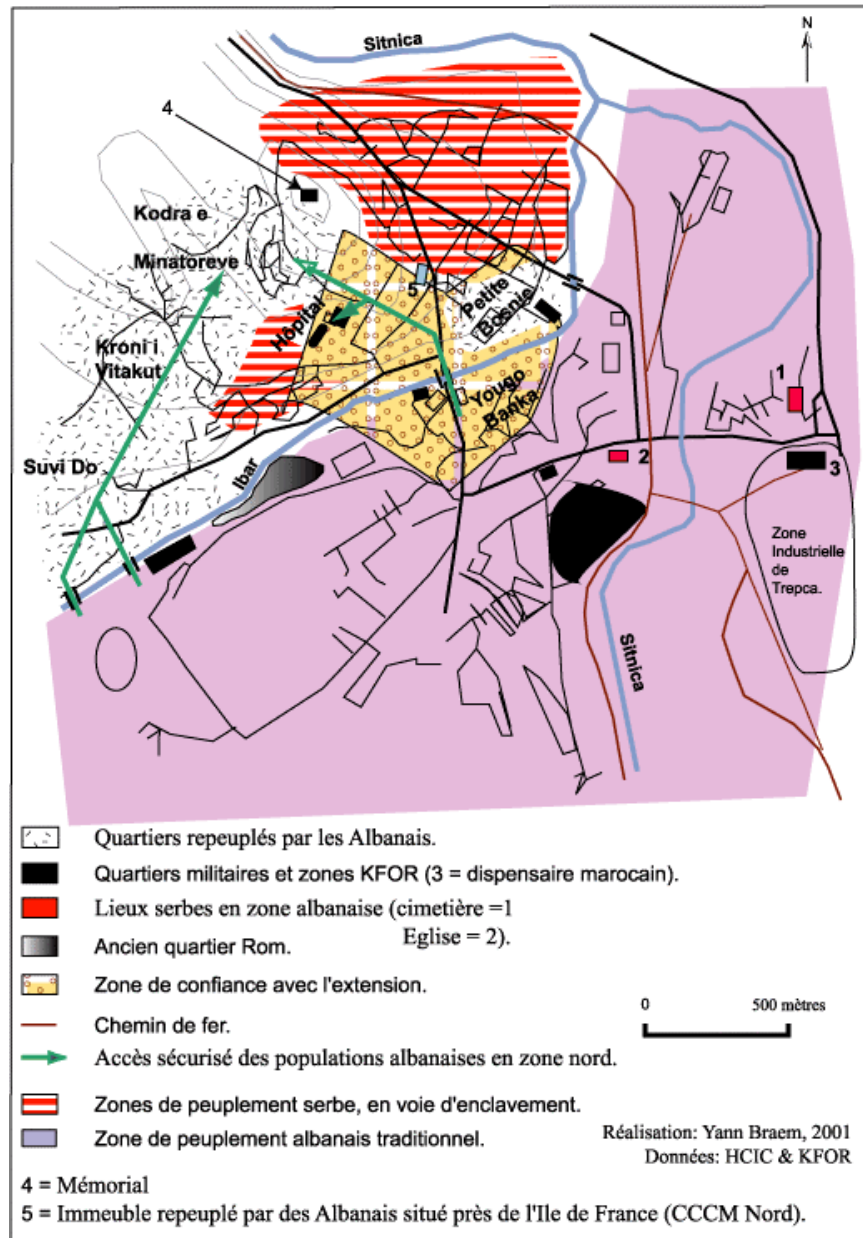 Sitnica
N
4
Kodra e
Minatoreve
5
Petite
Bosnie
Hôpital
Kroni i
Vitakut
Yougo
Banka
1
Suvi Do
Ibar
2
3
Zone
Industrielle
de
Trepca.
Sitnica
Quartiers repeuplés par les Albanais.
Quartiers militaires et zones KFOR (3 = dispensaire marocain).
Lieux serbes en zone albanaise (cimetière =1
Eglise = 2).
Ancien quartier Rom.
Zone de confiance avec l'extension.
0 500 mètres
Chemin de fer.
Accès sécurisé des populations albanaises en zone nord.
Zones de peuplement serbe, en voie d'enclavement.
Zone de peuplement albanais traditionnel.
Réalisation: Yann Braem, 2001
Données: HCIC & KFOR
4 = Mémorial
5 = Immeuble repeuplé par des Albanais situé près de l'Ile de France (CCCM Nord).